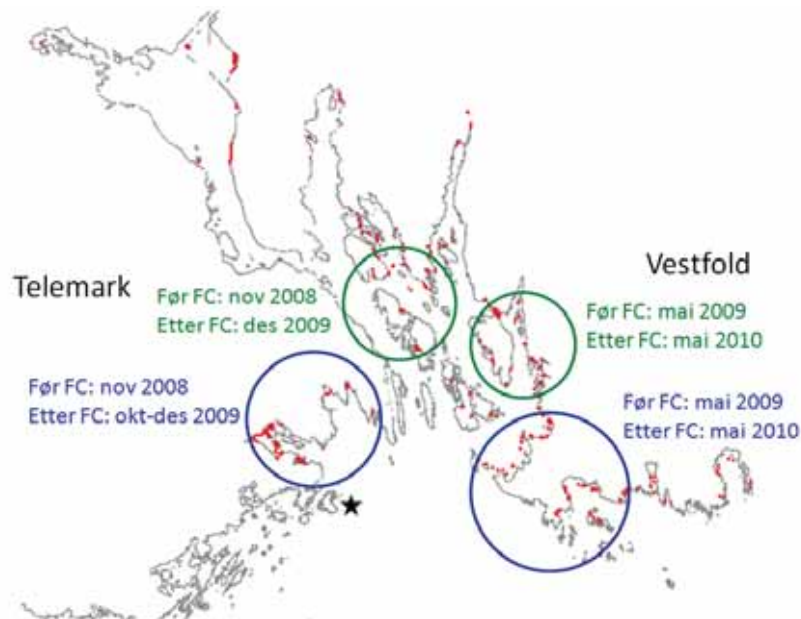 Telemark
Vestfold
Før FC: nov 2008
Etter FC: des 2009
Før FC: mai 2009
Etter FC: mai 2010
Før FC: nov 2008
Etter FC: okt-des 2009
Før FC: mai 2009
Etter FC: mai 2010